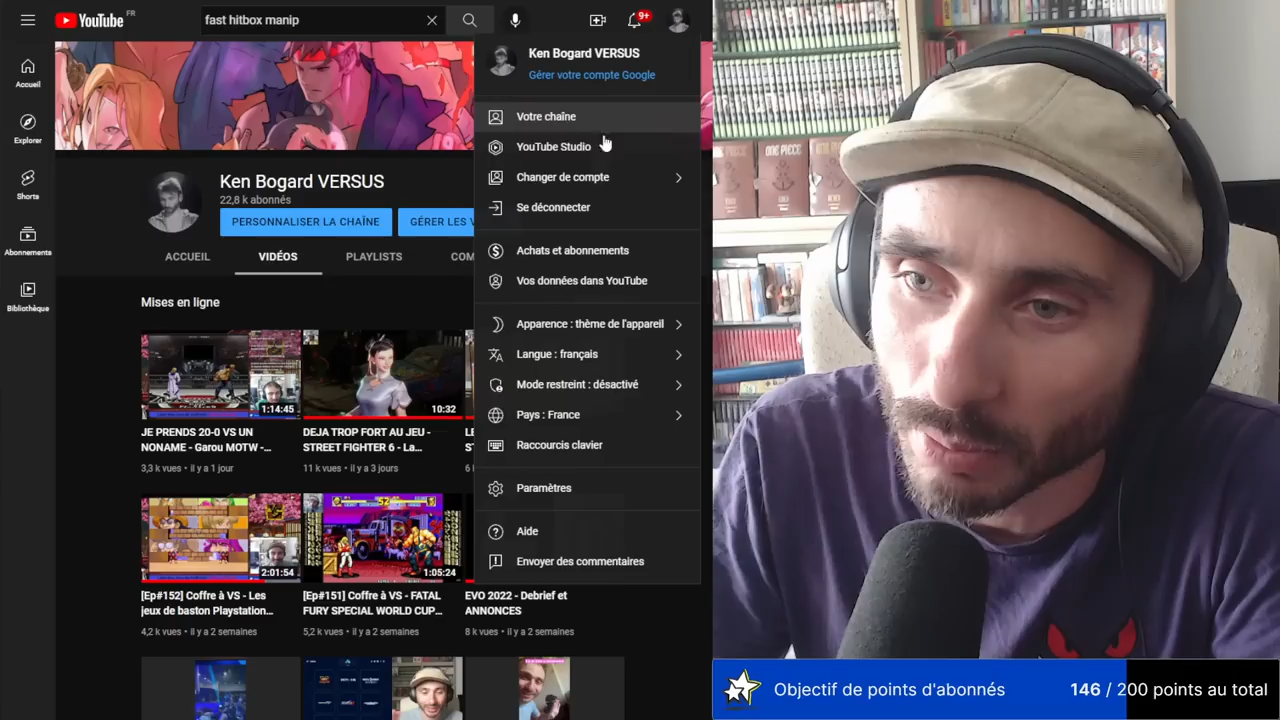 YouTube FR
fast hitbox manip
9+
Accueil
Explorer
Shorts
Abonnements
Bibliothèque
Ken Bogard VERSUS
22,8 k abonnés
PERSONNALISER LA CHAÎNE
GÉRER LES V
ACCUEIL
VIDÉOS
PLAYLISTS
COM
Mises en ligne
1:14:45
10:32
JE PRENDS 20-0 VS UN
NONAME - Garou MOTW -...
3,3 k vues • il y a 1 jour
DEJA TROP FORT AU JEU -
STREET FIGHTER 6 - La...
11 k vues • il y a 3 jours
2:01:54
1:05:24
[Ep#152] Coffre à VS - Les
jeux de baston Playstation...
4,2 k vues • il y a 2 semaines
[Ep#151] Coffre à VS - FATAL
FURY SPECIAL WORLD CUP...
5,2 k vues • il y a 2 semaines
EVO 2022 - Debrief et
ANNONCES
8 k vues • il y a 2 semaines
Ken Bogard VERSUS
Gérer votre compte Google
Votre chaîne
YouTube Studio
Changer de compte
Se déconnecter
Achats et abonnements
Vos données dans YouTube
Apparence : thème de l'appareil
Langue : français
Mode restreint : désactivé
Pays : France
Raccourcis clavier
Paramètres
Aide
Envoyer des commentaires
ONE PIECE
Objectif de points d'abonnés
146 / 200 points au total